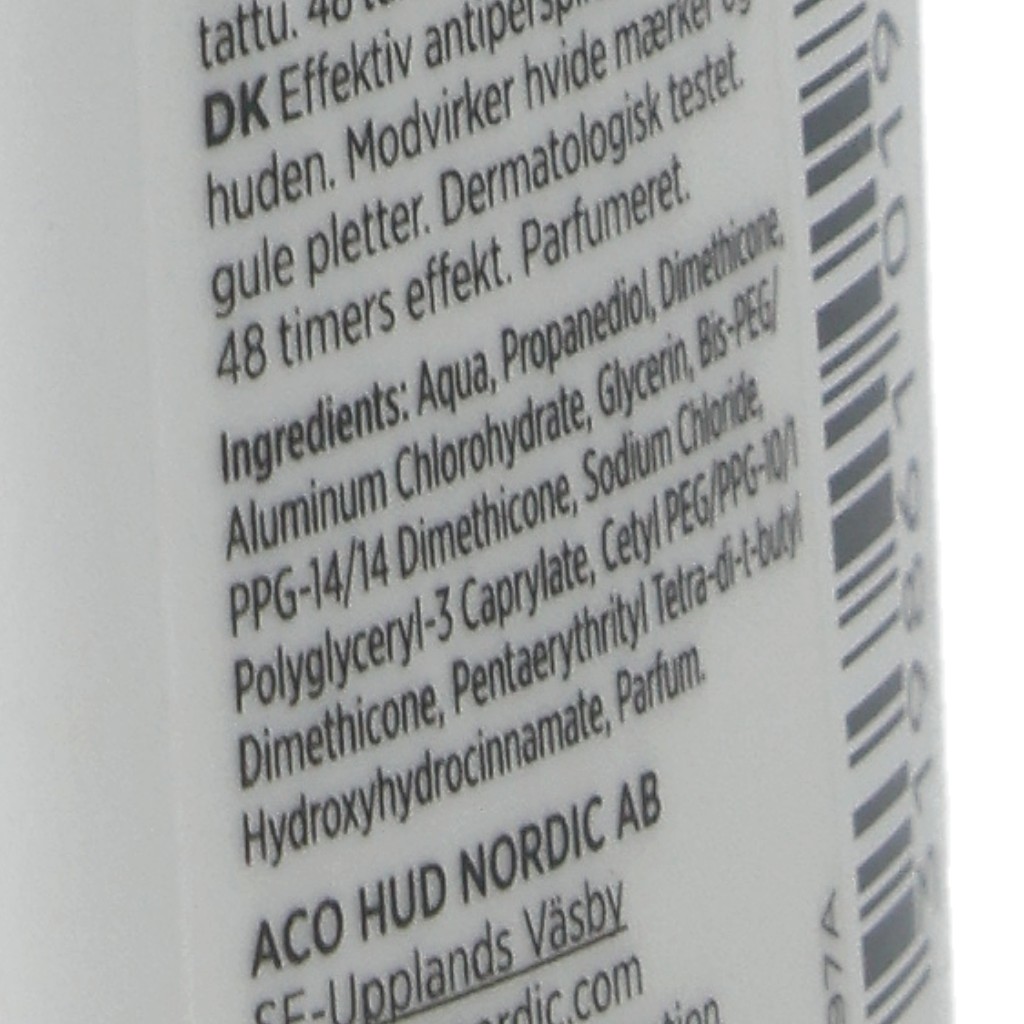 tattu. 48
DK Effektiv
huden. Modvirker hvide mærker og
gule pletter. Dermatologisk testet.
48 timers effekt. Parfumeret.
Ingredients: Aqua, Propanediol, Dimethicone,
Aluminum Chlorohydrate, Glycerin, Bis-PEG/
PPG-14/14 Dimethicone, Sodium Chloride,
Polyglyceryl-3 Caprylate, Cetyl PEG/PPG-10/1
Dimethicone, Pentaerythrityl Tetra-di-t-butyl
Hydroxyhydrocinnamate, Parfum.
ACO HUD NORDIC AB
SE-Upplands Väsby